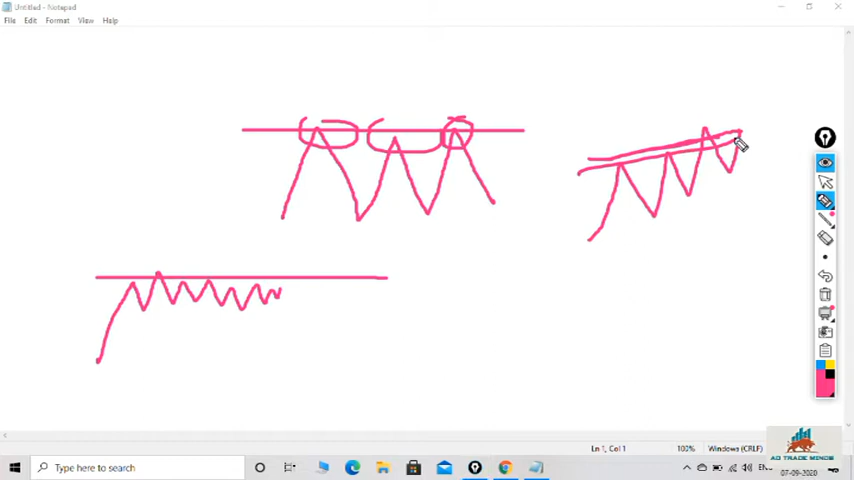 Untitled - Notepad
File Edit Format View Help
Ln 1, Col 1 100% Windows (CRLF)
AD TRADE MINDS
Type here to search
07-09-2020